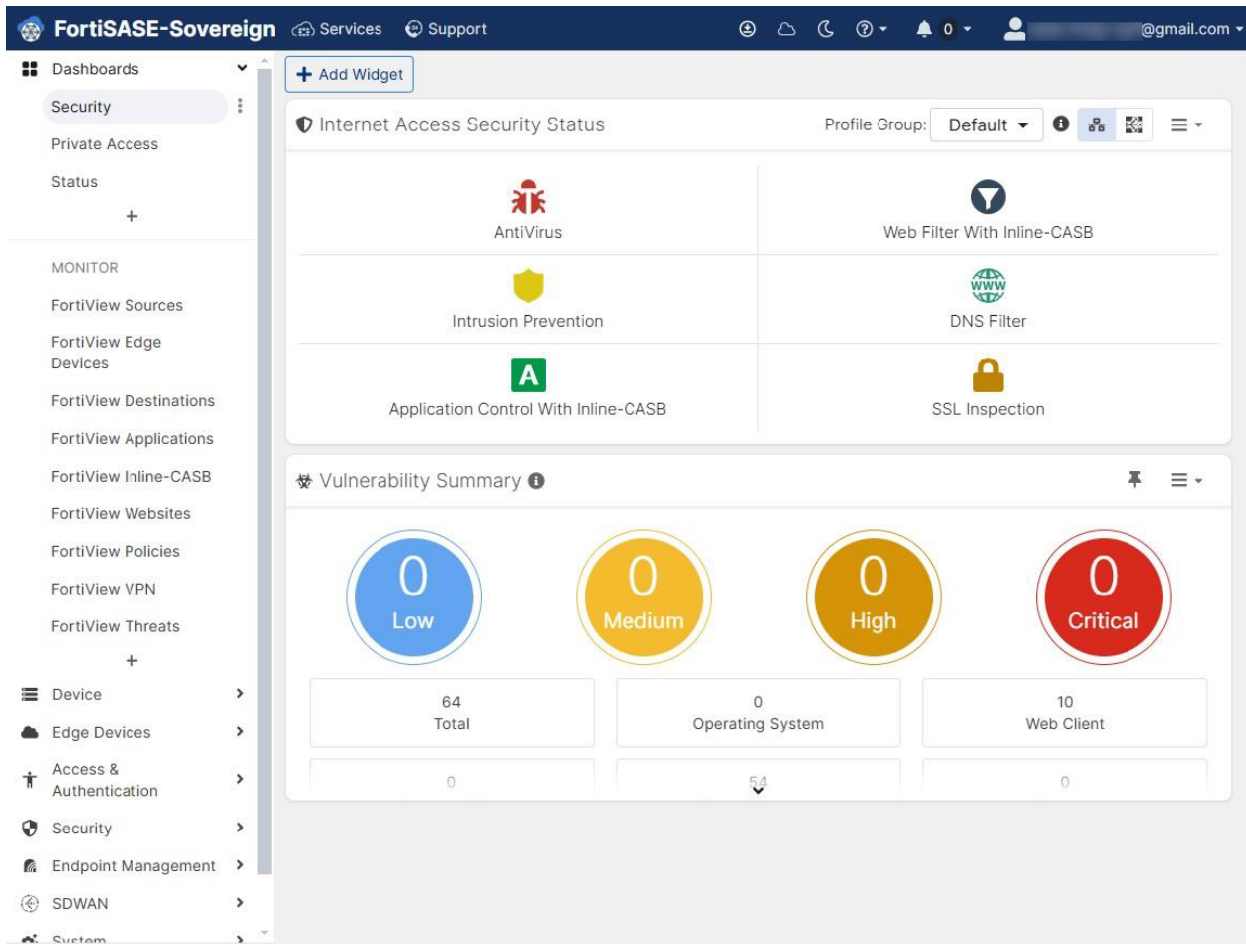 FortiSASE-Sovereign Services Support 0 @gmail.com
Dashboards
Security
Private Access
Status
+
MONITOR
FortiView Sources
FortiView Edge
Devices
FortiView Destinations
FortiView Applications
FortiView Inline-CASB
FortiView Websites
FortiView Policies
FortiView VPN
FortiView Threats
+
Device
Edge Devices
Access &
Authentication
Security
Endpoint Management
SDWAN
System
+ Add Widget
Internet Access Security Status Profile Group: Default
AntiVirus
Web Filter With Inline-CASB
Intrusion Prevention
WWW
DNS Filter
A
Application Control With Inline-CASB
SSL Inspection
Vulnerability Summary
0
Low
0
Medium
0
High
0
Critical
64
Total
0
Operating System
10
Web Client
0
54
0